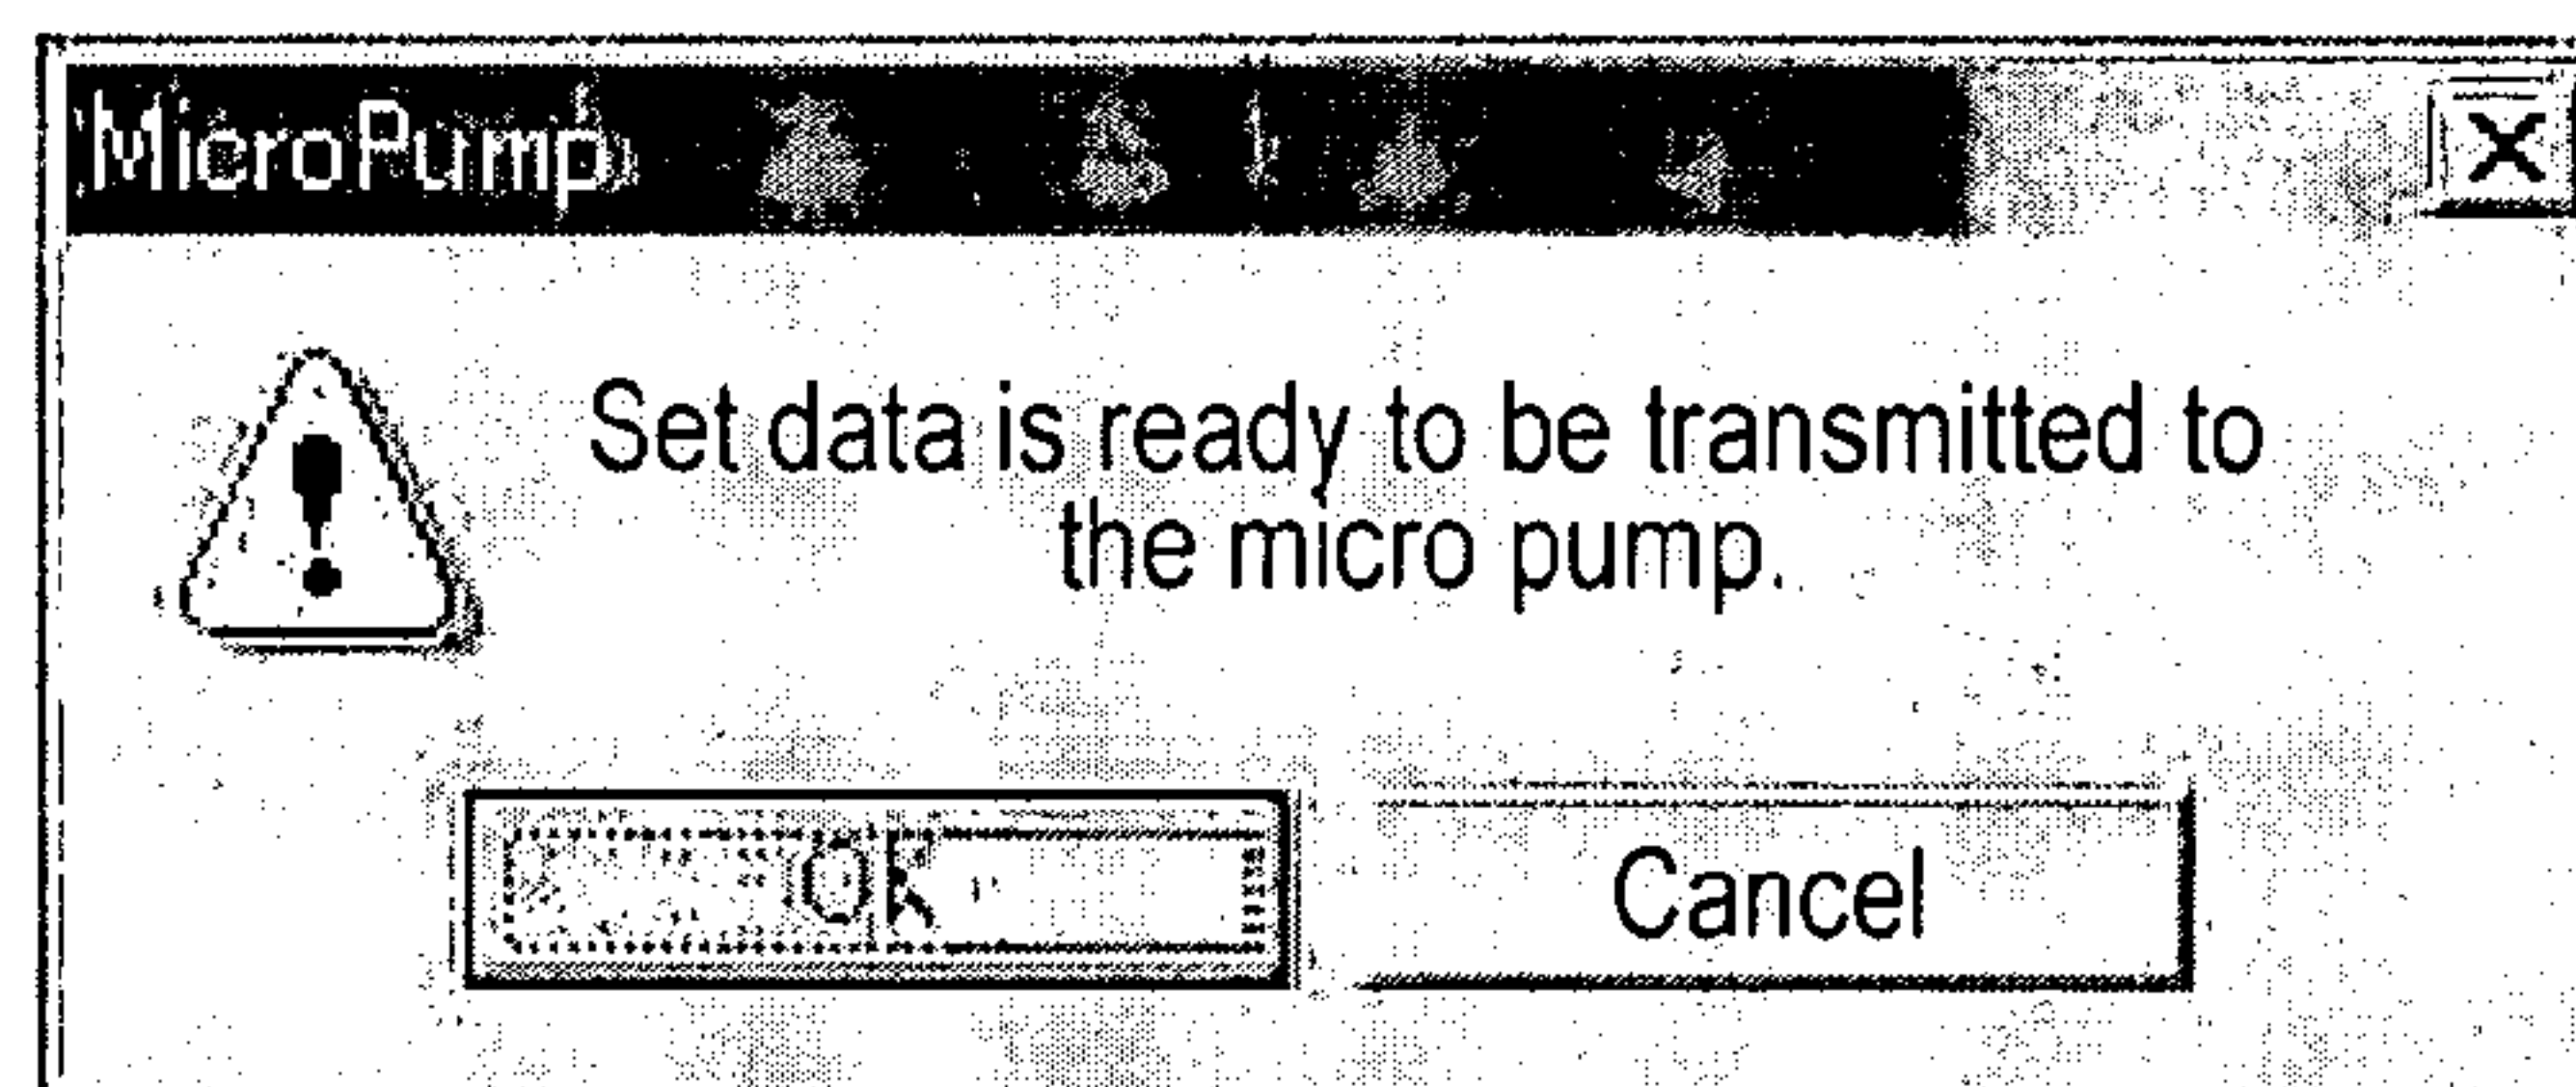 MicroPump
Set data is ready to be transmitted to
the micro pump.
OK
Cancel